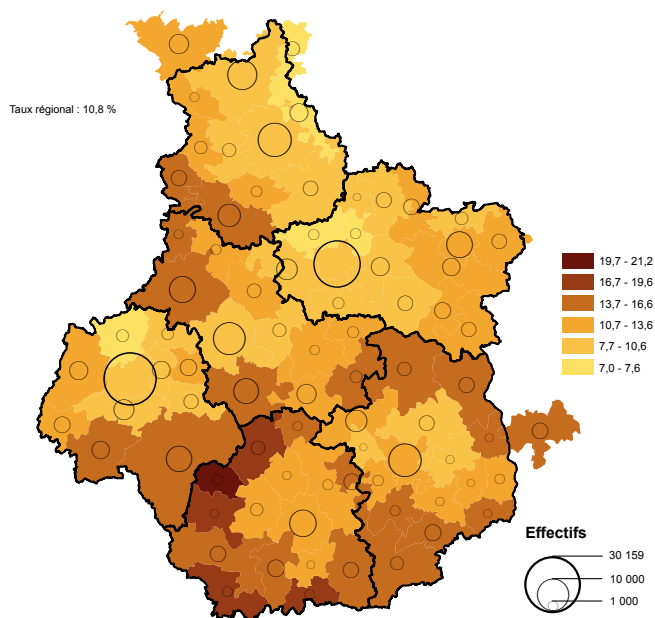 Taux régional : 10,8 %
19,7 - 21,2
16,7 - 19,6
13,7 - 16,6
10,7 - 13,6
7,7 - 10,6
7,0 - 7,6
Effectifs
30 159
10 000
1 000